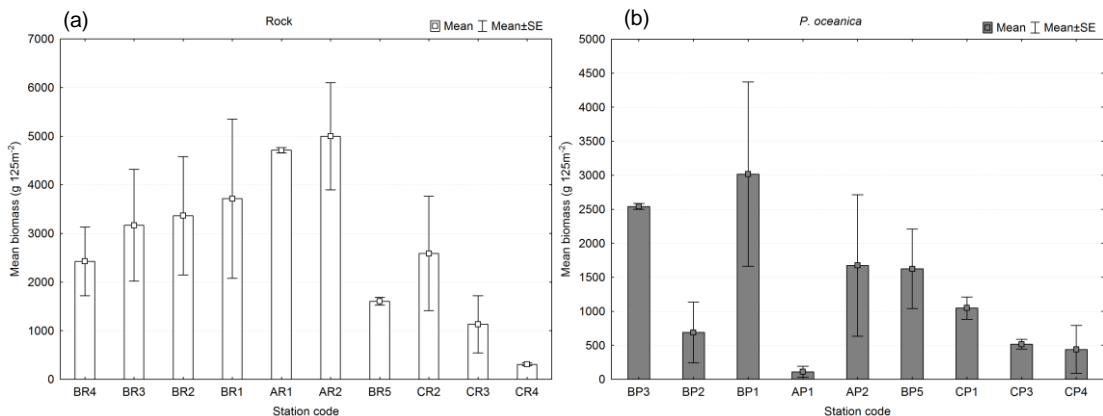 (a)
Rock
Mean Mean±SE
7000
6000
5000
4000
3000
2000
1000
0
Mean biomass (g 125m⁻²)
BR4 BR3 BR2 BR1 AR1 AR2 BR5 CR2 CR3 CR4
Station code
(b)
P. oceanica
Mean Mean±SE
5000
4500
4000
3500
3000
2500
2000
1500
1000
500
0
Mean biomass (g 125m⁻²)
BP3 BP2 BP1 AP1 AP2 BP5 CP1 CP3 CP4
Station code